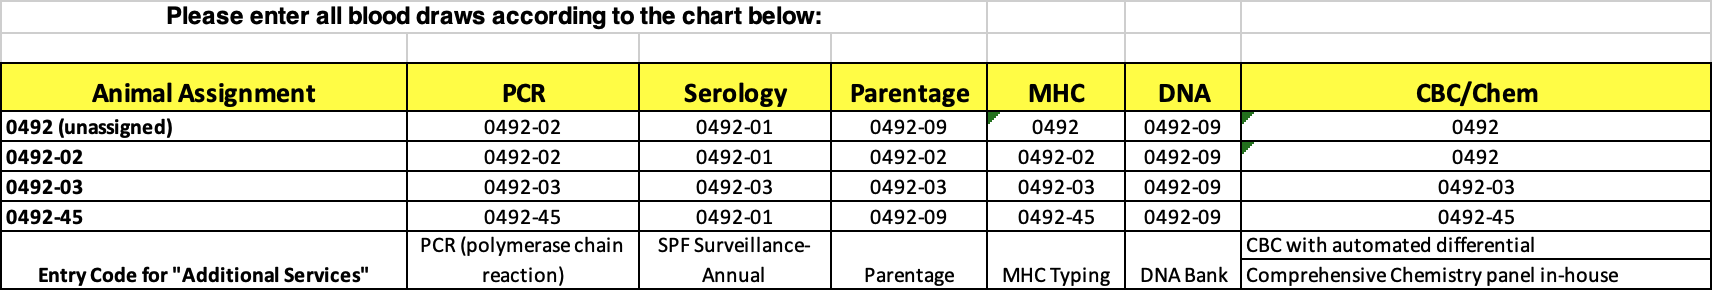 Please enter all blood draws according to the chart below:
Animal Assignment PCR Serology Parentage MHC DNA CBC/Chem
0492 (unassigned) 0492-02 0492-01 0492-09 0492 0492-09 0492
0492-02 0492-02 0492-01 0492-02 0492-02 0492-09 0492
0492-03 0492-03 0492-03 0492-03 0492-03 0492-09 0492-03
0492-45 0492-45 0492-01 0492-09 0492-45 0492-09 0492-45
PCR (polymerase chain SPF Surveillance- CBC with automated differential
Entry Code for "Additional Services" reaction) Annual Parentage MHC Typing DNA Bank Comprehensive Chemistry panel in-house